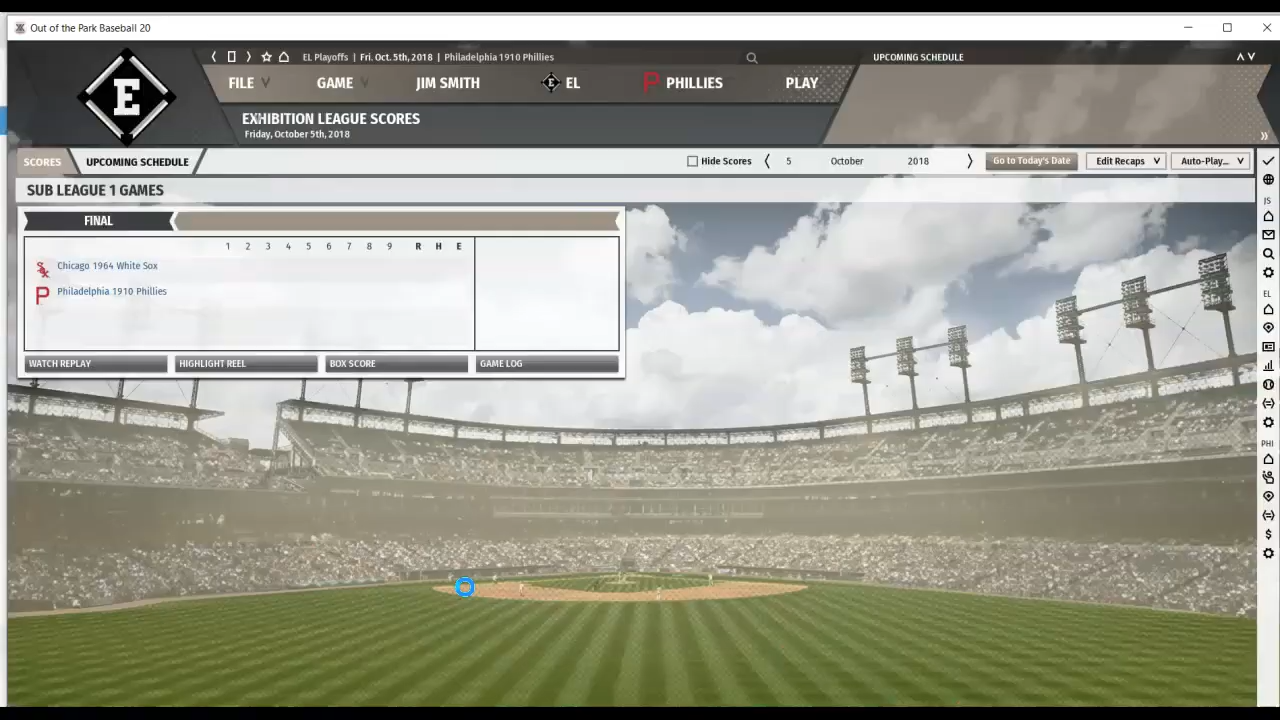 Out of the Park Baseball 20
EL Playoffs | Fri. Oct. 5th, 2018 | Philadelphia 1910 Phillies
UPCOMING SCHEDULE
E
FILE GAME JIM SMITH EL PHILLIES PLAY
EXHIBITION LEAGUE SCORES
Friday, October 5th, 2018
SCORES UPCOMING SCHEDULE Hide Scores 5 October 2018 Go to Today's Date Edit Recaps Auto-Play...
SUB LEAGUE 1 GAMES
FINAL
1 2 3 4 5 6 7 8 9 R H E
Chicago 1964 White Sox
Philadelphia 1910 Phillies
WATCH REPLAY HIGHLIGHT REEL BOX SCORE GAME LOG
JS
EL
PHI